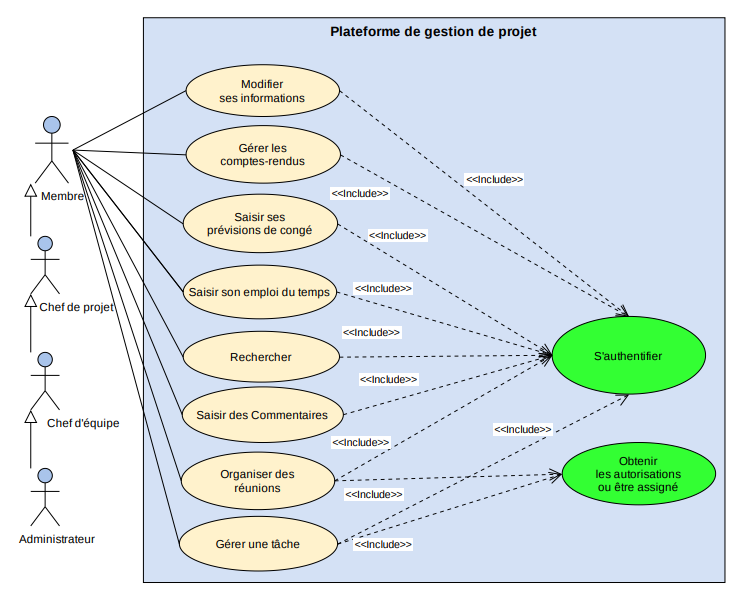 Plateforme de gestion de projet
Modifier
ses informations
Gérer les
comptes-rendus
<<Include>>
<<Include>>
Membre
Saisir ses
prévisions de congé
<<Include>>
Saisir son emploi du temps
<<Include>>
Chef de projet
<<Include>>
Rechercher
S'authentifier
<<Include>>
Saisir des Commentaires
Chef d'équipe
<<Include>>
<<Include>>
Organiser des
réunions
Obtenir
les autorisations
ou être assigné
<<Include>>
Administrateur
Gérer une tâche
<<Include>>